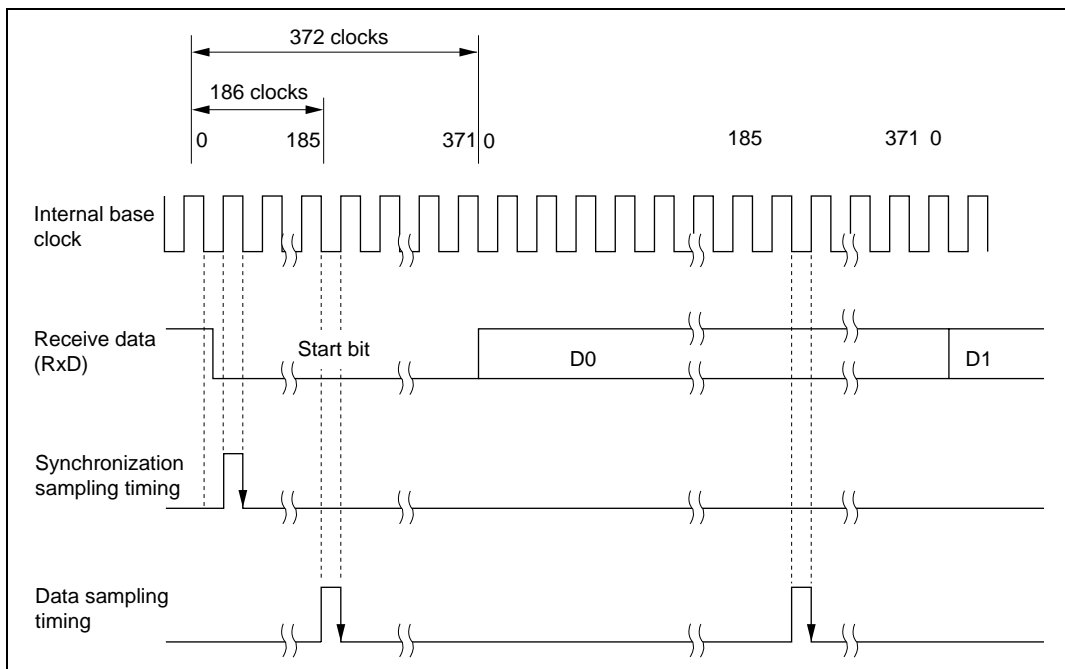 372 clocks
186 clocks
0 185 371 0 185 371 0
Internal base
clock
Receive data
(RxD)
Start bit
D0
D1
Synchronization
sampling timing
Data sampling
timing